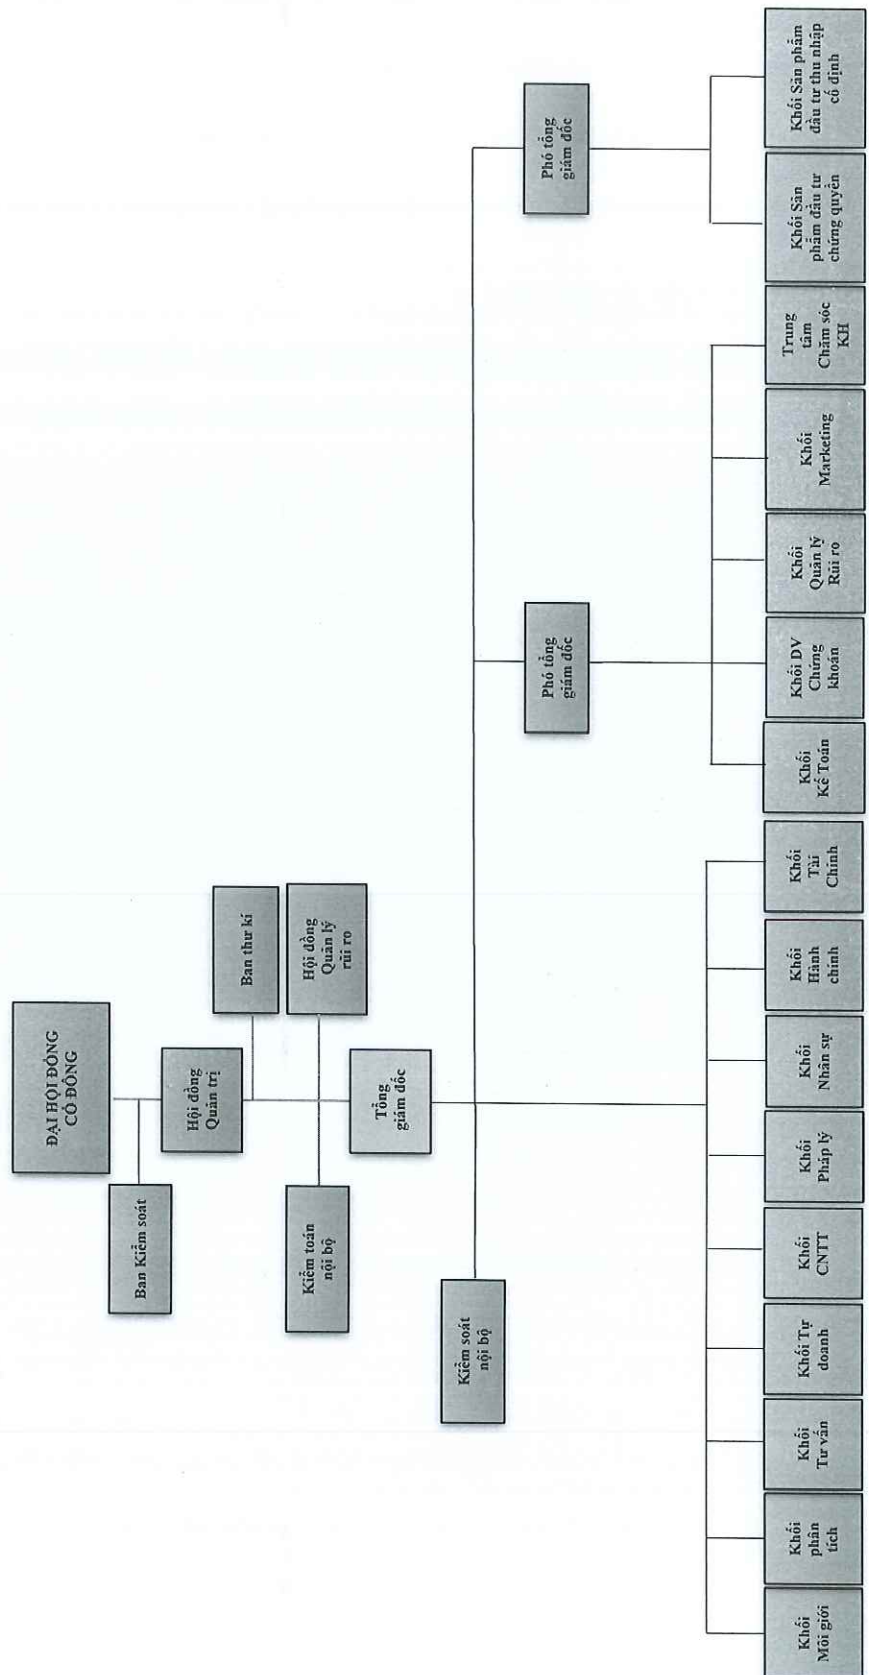 ĐẠI HỘI ĐỒNG
CỔ ĐÔNG
Ban Kiểm soát
Hội đồng
Quản trị
Ban thư kí
Kiểm toán
nội bộ
Hội đồng
Quản lý
rủi ro
Tổng
giám đốc
Kiểm soát
nội bộ
Phó tổng
giám đốc
Phó tổng
giám đốc
Khối
Môi giới
Khối
phân
tích
Khối
Tư vấn
Khối Tự
doanh
Khối
CNTT
Khối
Pháp lý
Khối
Nhân sự
Khối
Hành
chính
Khối
Tài
Chính
Khối
Kế Toán
Khối DV
Chứng
khoán
Khối
Quản lý
Rủi ro
Khối
Marketing
Trung
tâm
Chăm sóc
KH
Khối Sản
phẩm đầu tư
chứng quyền
Khối Sản phẩm
đầu tư thu nhập
cố định